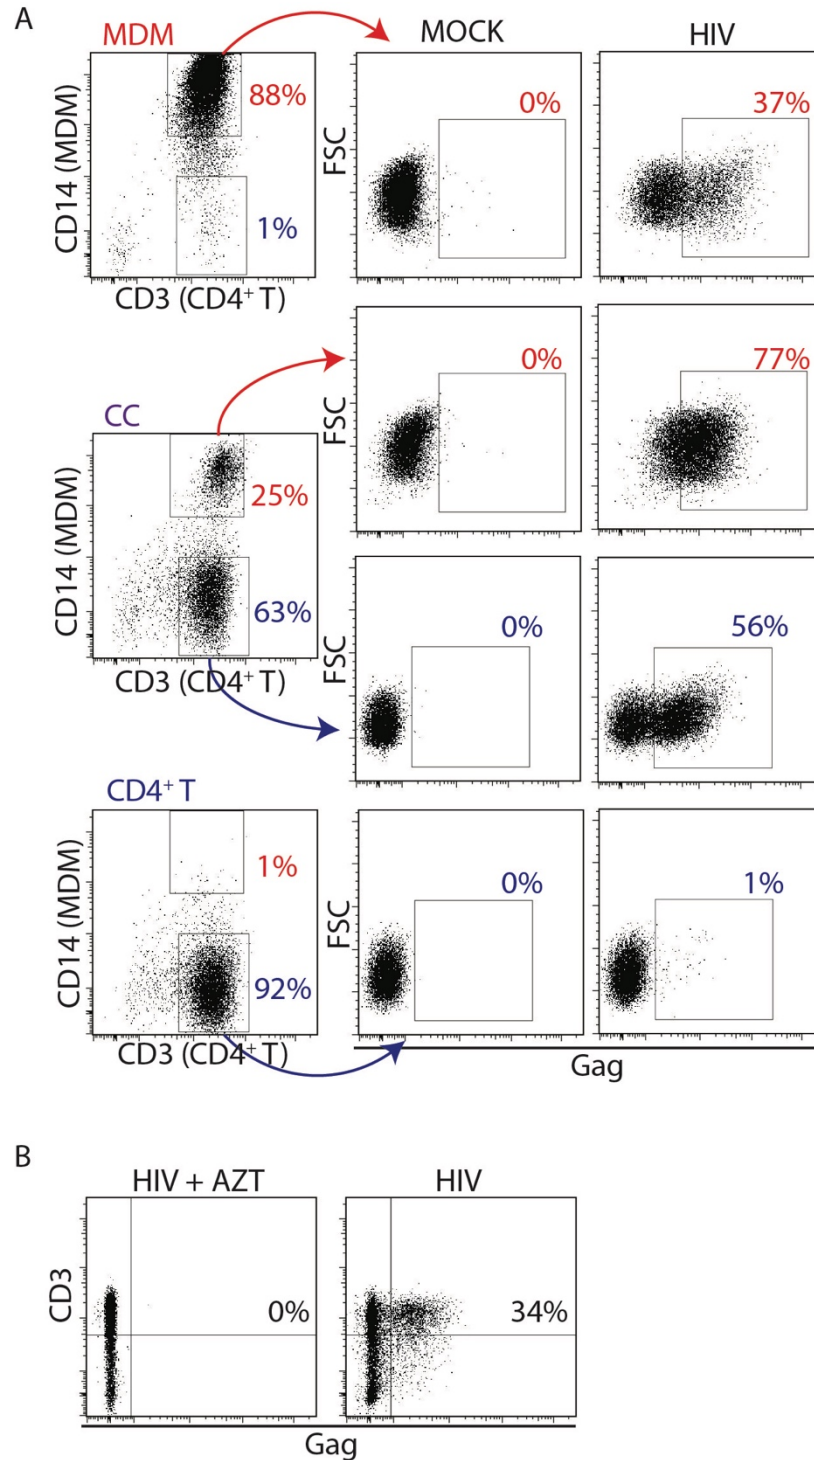 A
MDM
MOCK
HIV
CD14 (MDM)
88%
1%
CD3 (CD4+ T)
FSC
0%
37%
CC
CD14 (MDM)
25%
63%
CD3 (CD4+ T)
FSC
0%
77%
FSC
0%
56%
CD4+ T
CD14 (MDM)
1%
92%
CD3 (CD4+ T)
FSC
0%
1%
Gag
B
HIV + AZT
HIV
CD3
0%
34%
Gag